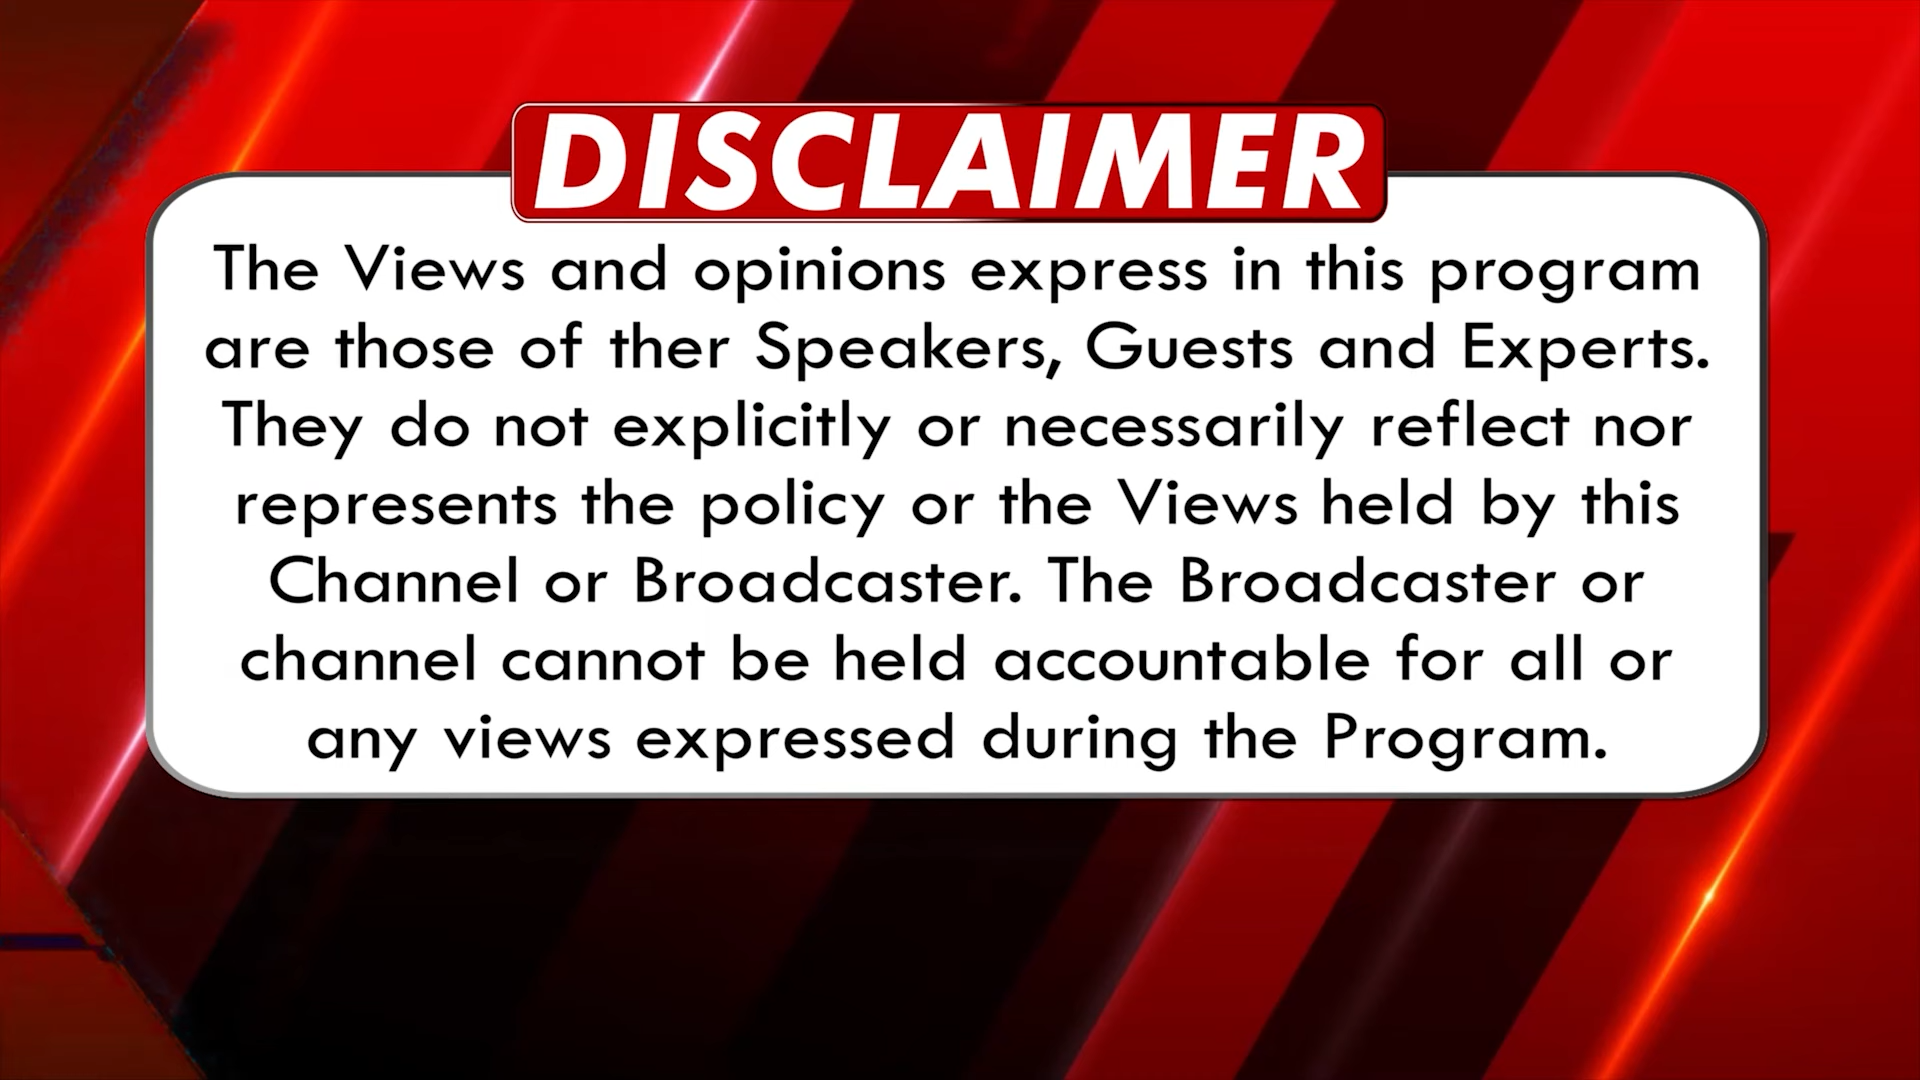 DISCLAIMER
The Views and opinions express in this program
are those of ther Speakers, Guests and Experts.
They do not explicitly or necessarily reflect nor
represents the policy or the Views held by this
Channel or Broadcaster. The Broadcaster or
channel cannot be held accountable for all or
any views expressed during the Program.